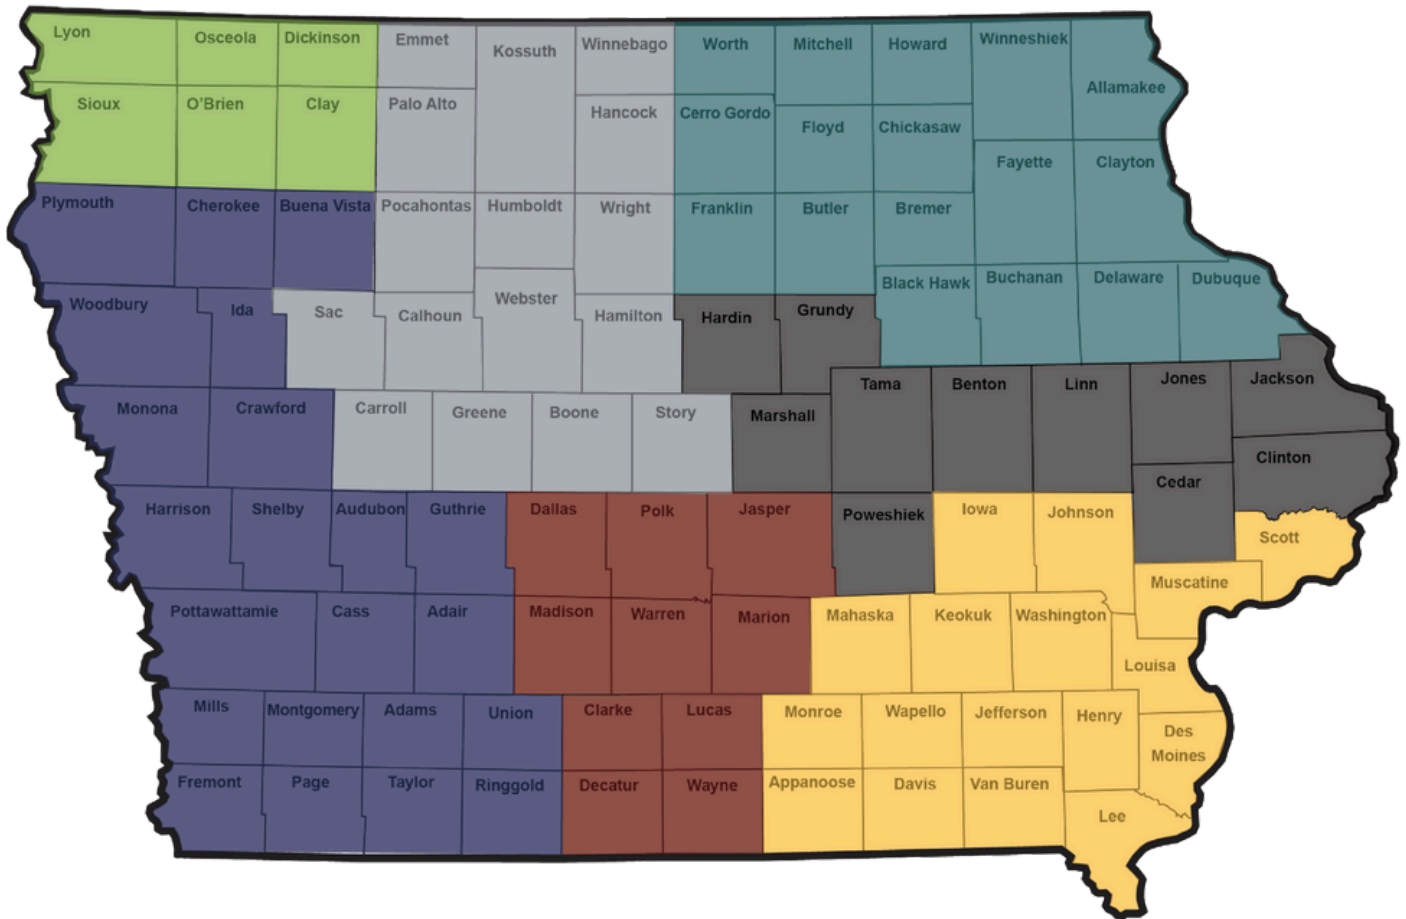 Lyon
Osceola
Dickinson
Emmet
Kossuth
Winnebago
Worth
Mitchell
Howard
Winneshiek
Allamakee
Sioux
O'Brien
Clay
Palo Alto
Hancock
Cerro Gordo
Floyd
Chickasaw
Fayette
Clayton
Plymouth
Cherokee
Buena Vista
Pocahontas
Humboldt
Wright
Franklin
Butler
Bremer
Woodbury
Ida
Sac
Calhoun
Webster
Hamilton
Hardin
Grundy
Black Hawk
Buchanan
Delaware
Dubuque
Monona
Crawford
Carroll
Greene
Boone
Story
Marshall
Tama
Benton
Linn
Jones
Jackson
Clinton
Cedar
Harrison
Shelby
Audubon
Guthrie
Dallas
Polk
Jasper
Poweshiek
Iowa
Johnson
Scott
Muscatine
Pottawattamie
Cass
Adair
Madison
Warren
Marion
Mahaska
Keokuk
Washington
Louisa
Mills
Montgomery
Adams
Union
Clarke
Lucas
Monroe
Wapello
Jefferson
Henry
Des
Moines
Fremont
Page
Taylor
Ringgold
Decatur
Wayne
Appanoose
Davis
Van Buren
Lee